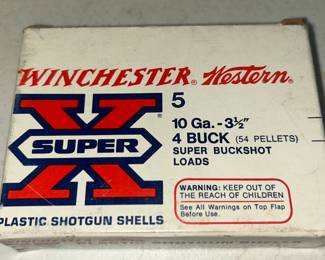 WINCHESTER® Western®
5
X®
SUPER
10 Ga.-3½"
4 BUCK (54 PELLETS)
SUPER BUCKSHOT
LOADS
WARNING: KEEP OUT OF
THE REACH OF CHILDREN
See All Warnings on Top Flap
Before Use.
PLASTIC SHOTGUN SHELLS